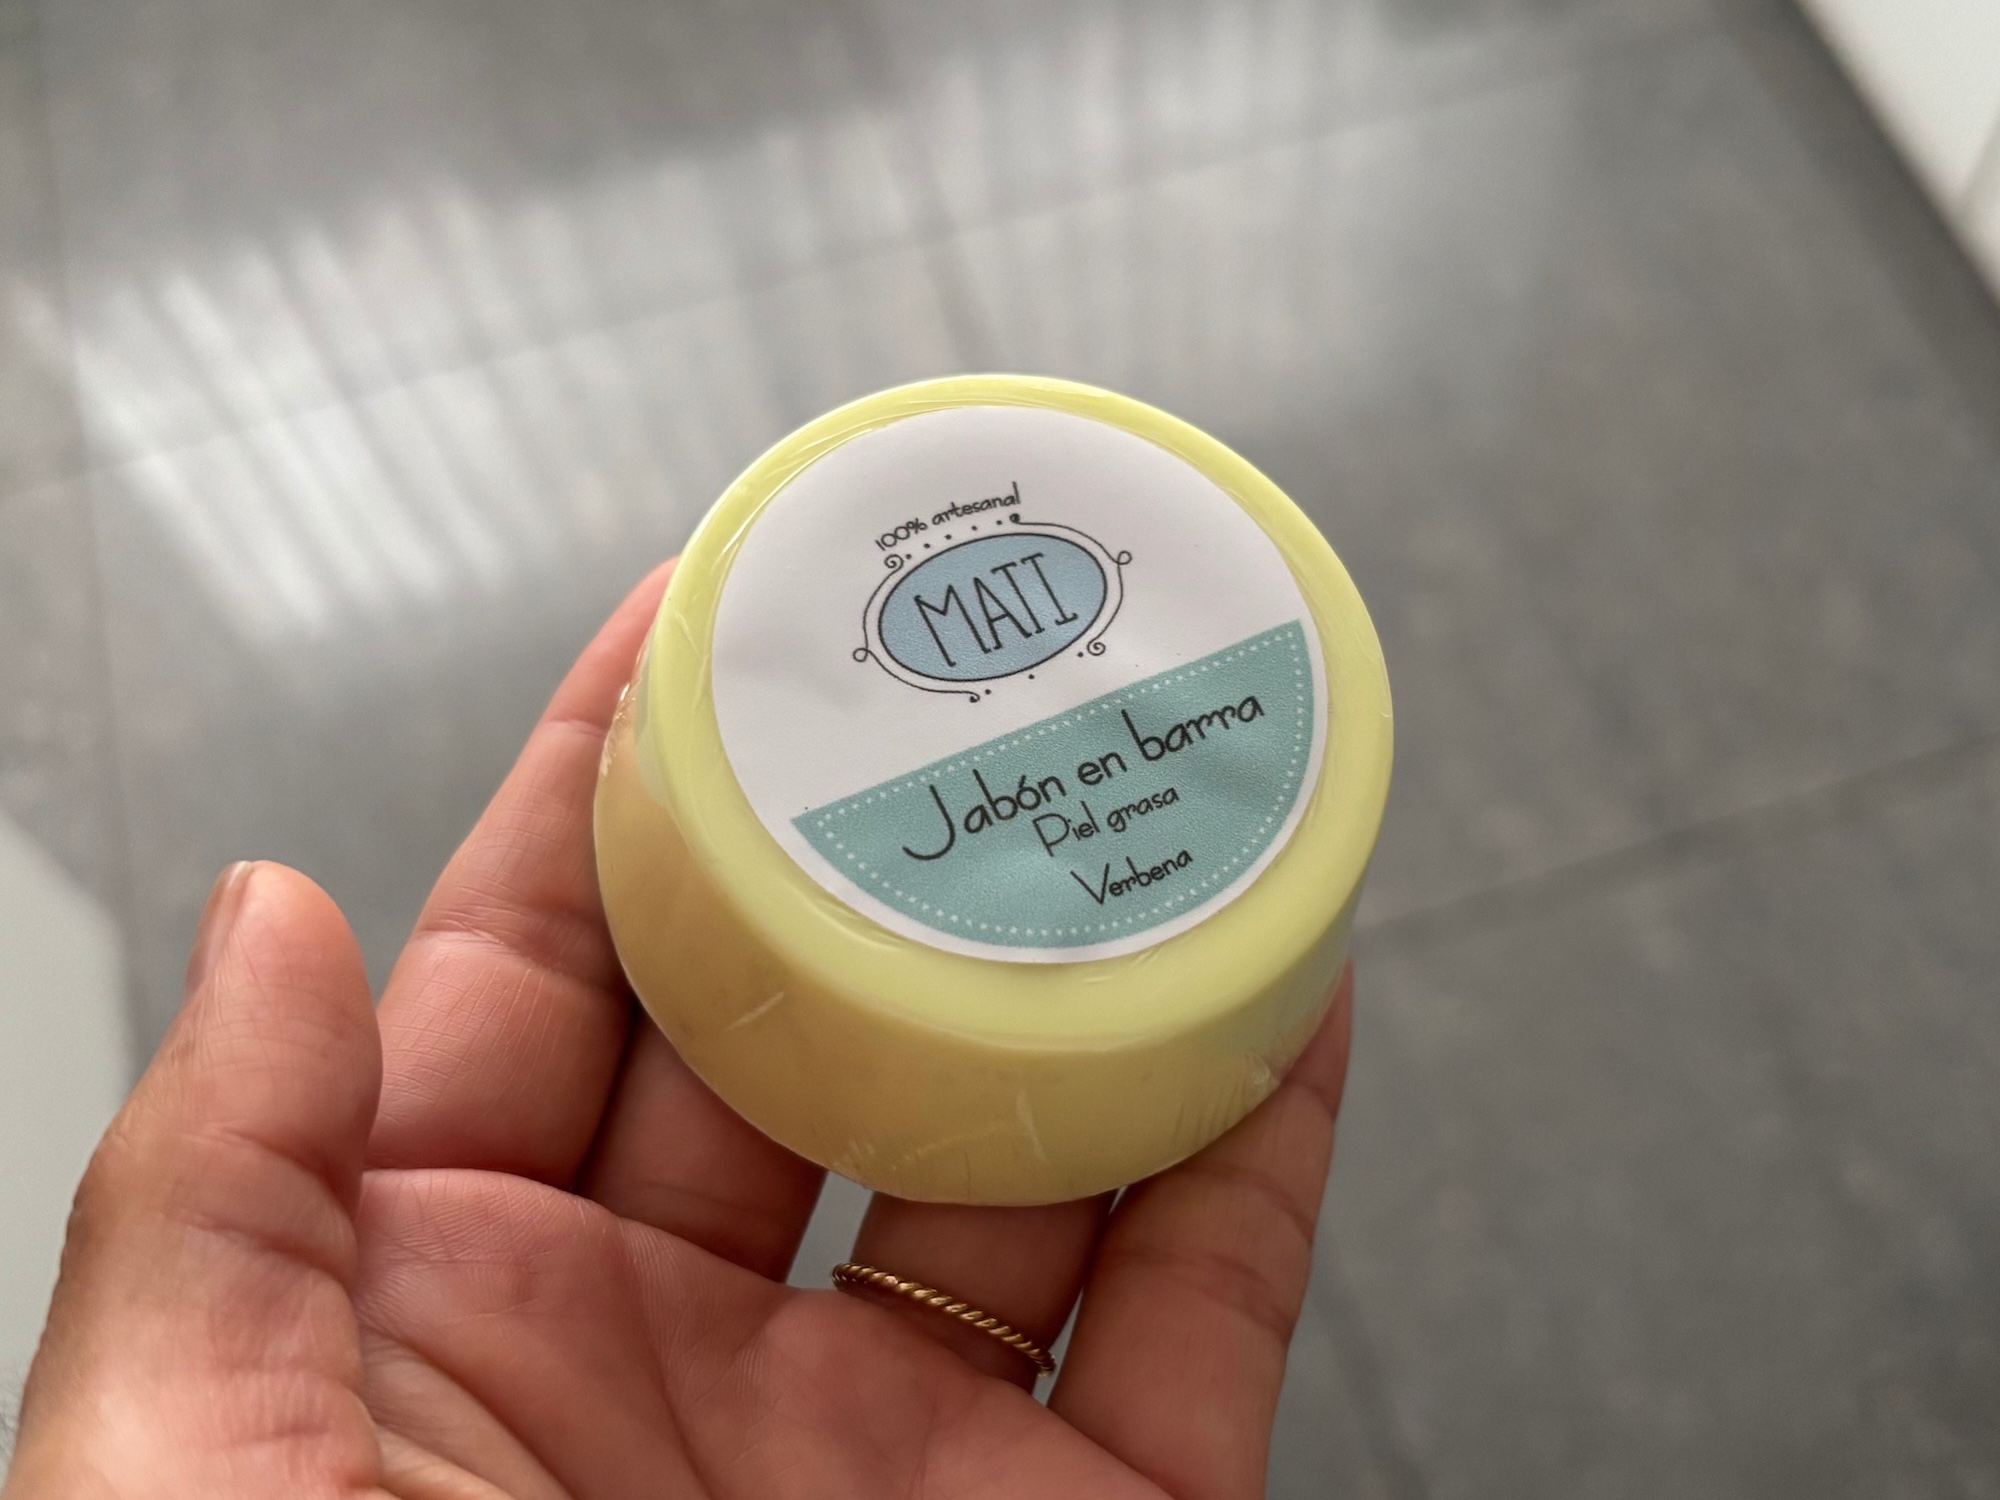 100% artesanal
MATI
Jabón en barra
Piel grasa
Verbena